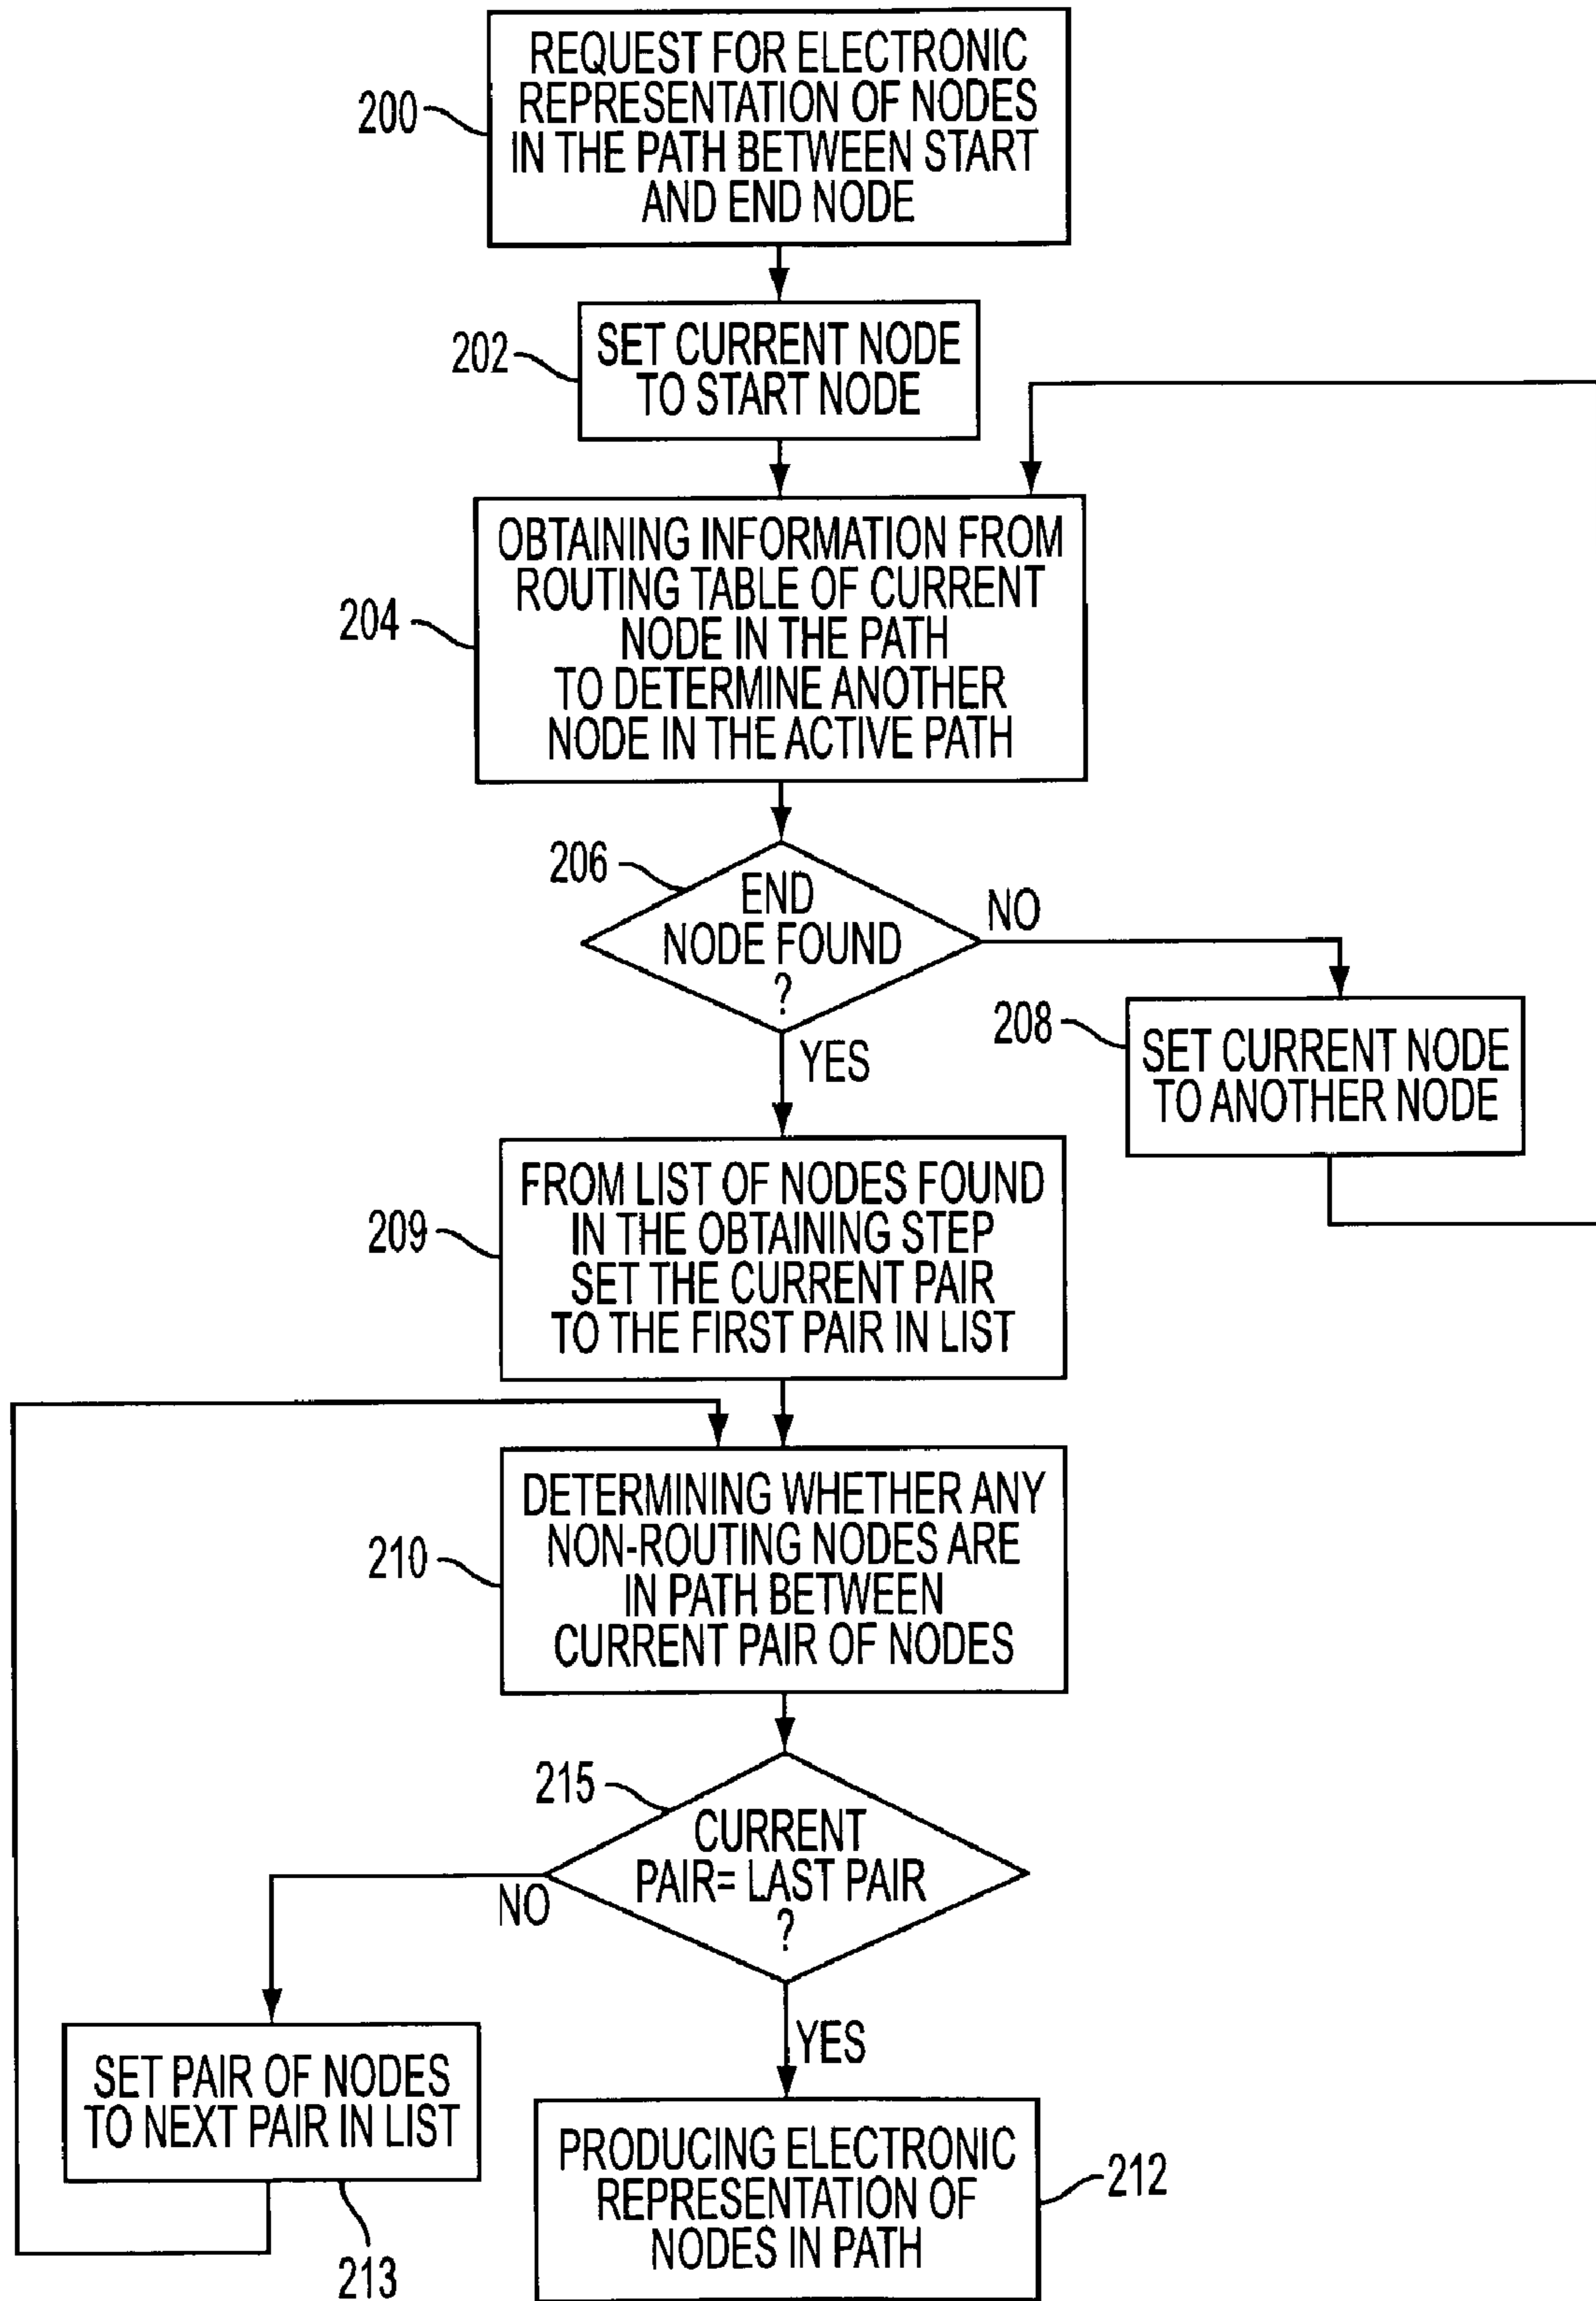 REQUEST FOR ELECTRONIC
REPRESENTATION OF NODES
IN THE PATH BETWEEN START
AND END NODE
200
SET CURRENT NODE
TO START NODE
202
OBTAINING INFORMATION FROM
ROUTING TABLE OF CURRENT
NODE IN THE PATH
TO DETERMINE ANOTHER
NODE IN THE ACTIVE PATH
204
206
END
NODE FOUND
?
NO
YES
208
SET CURRENT NODE
TO ANOTHER NODE
FROM LIST OF NODES FOUND
IN THE OBTAINING STEP
SET THE CURRENT PAIR
TO THE FIRST PAIR IN LIST
209
DETERMINING WHETHER ANY
NON-ROUTING NODES ARE
IN PATH BETWEEN
CURRENT PAIR OF NODES
210
215
CURRENT
PAIR= LAST PAIR
?
NO
YES
SET PAIR OF NODES
TO NEXT PAIR IN LIST
213
PRODUCING ELECTRONIC
REPRESENTATION OF
NODES IN PATH
212